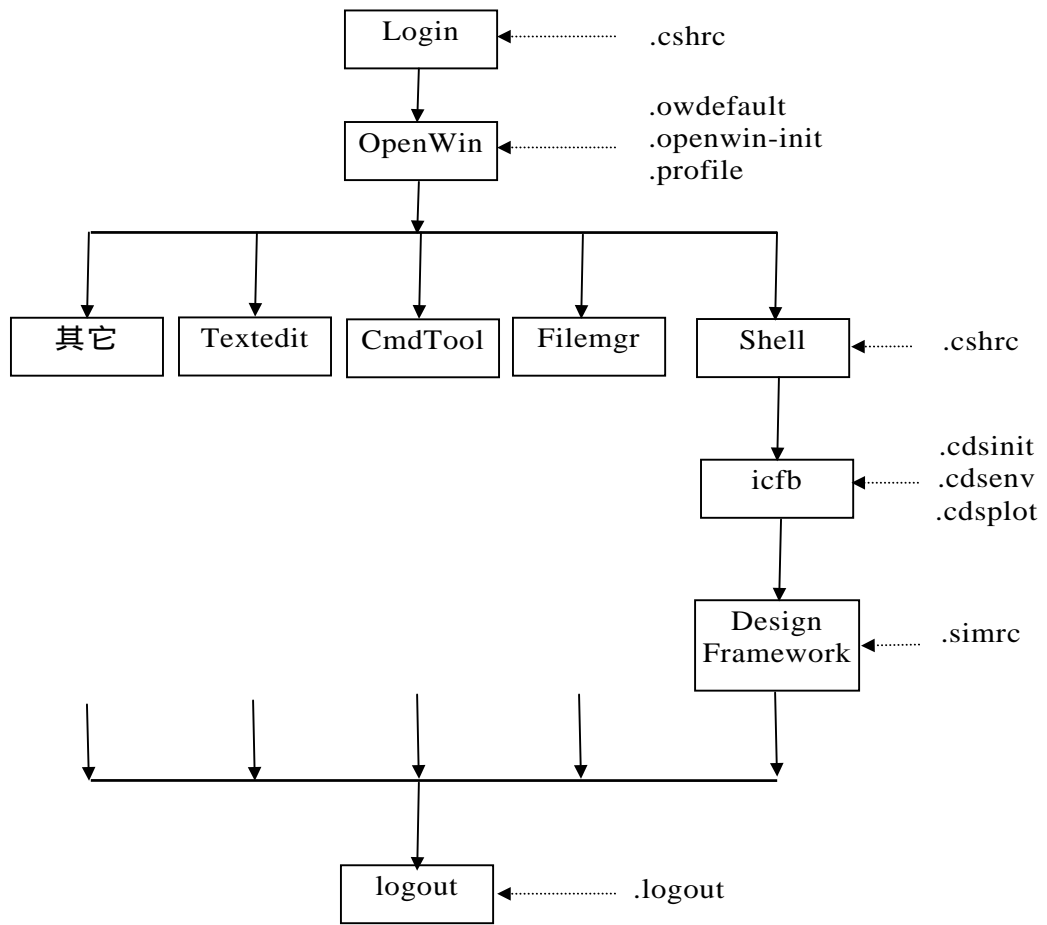 Login
.cshrc
.owdefault
OpenWin
.openwin-init
.profile
其它
Textedit
CmdTool
Filemgr
Shell
.cshrc
.cdsinit
icfb
.cdsenv
.cdsplot
Design
Framework
.simrc
logout
.logout